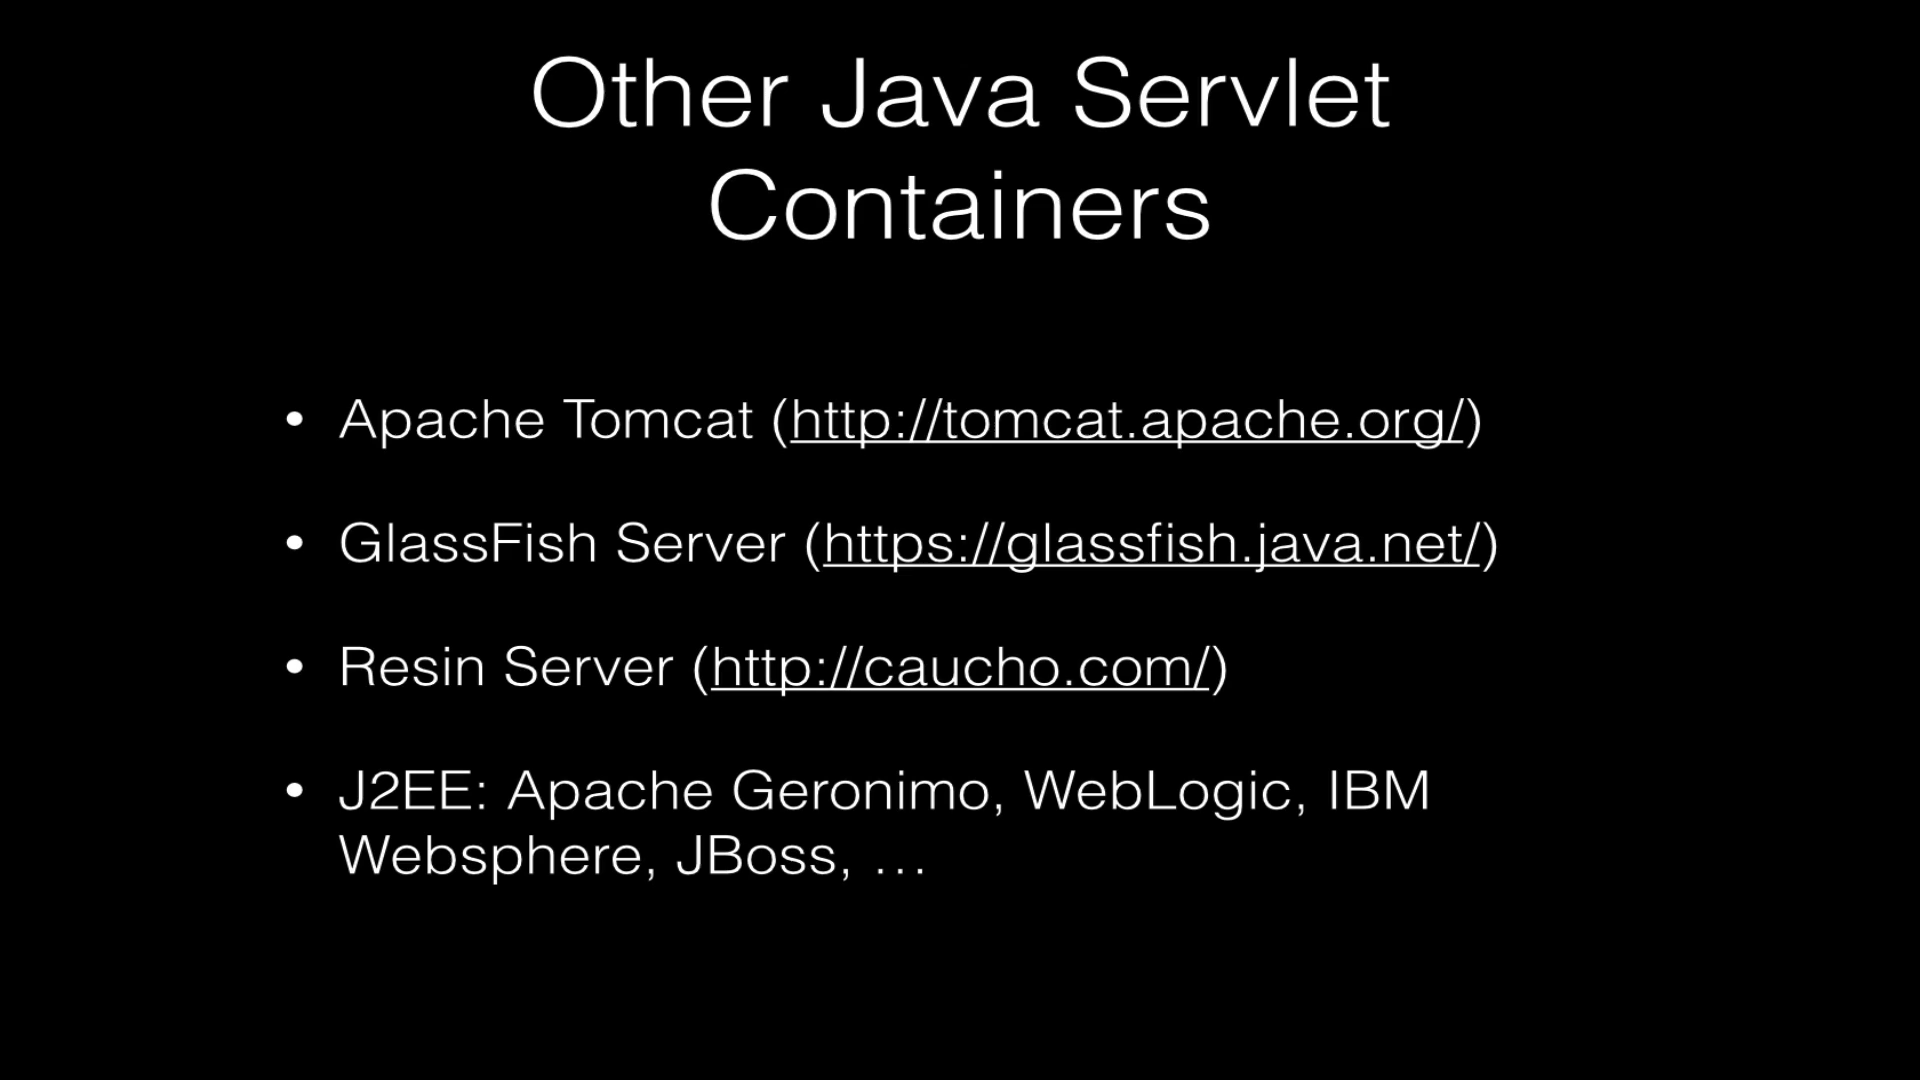 Other Java Servlet
Containers
• Apache Tomcat (http://tomcat.apache.org/)
• GlassFish Server (https://glassfish.java.net/)
• Resin Server (http://caucho.com/)
• J2EE: Apache Geronimo, WebLogic, IBM
Websphere, JBoss, …